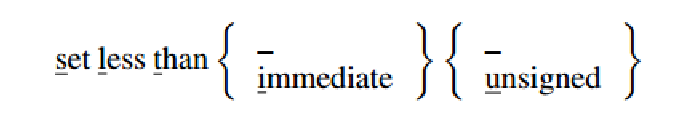 set less than { – immediate } { – unsigned }